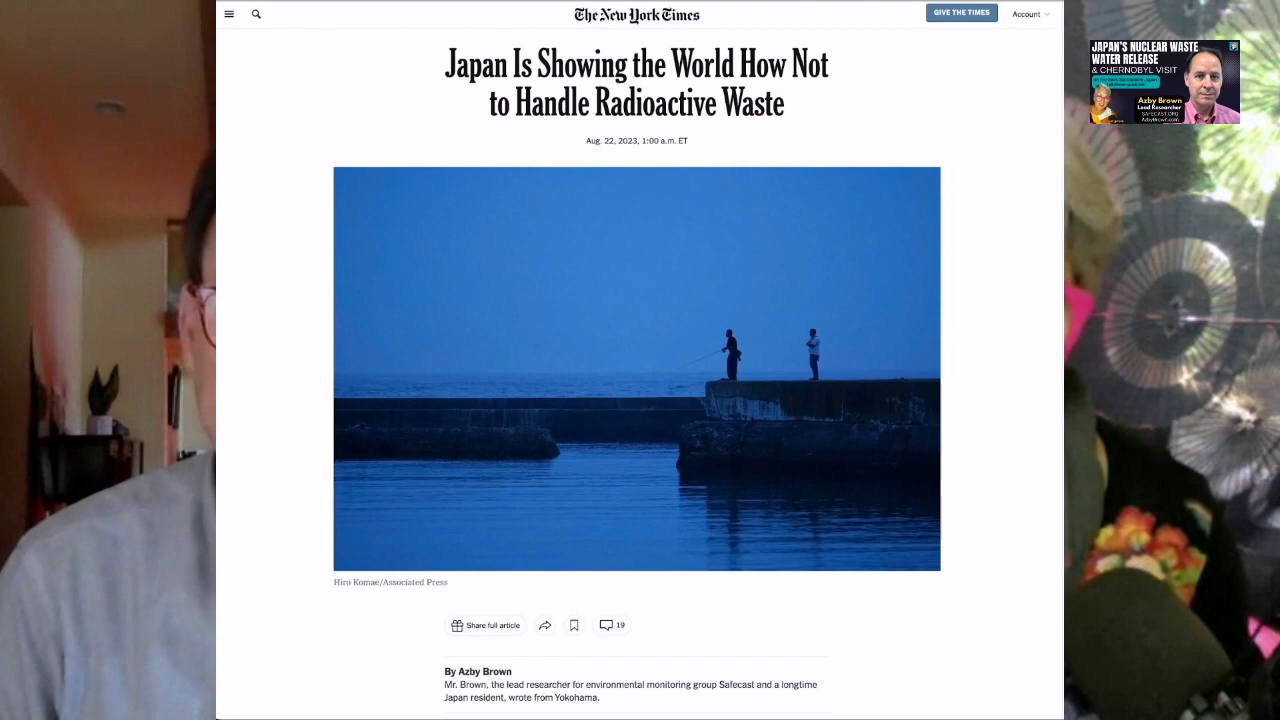 The New York Times
GIVE THE TIMES
Account
Japan Is Showing the World How Not
to Handle Radioactive Waste
Aug. 22, 2023, 1:00 a.m. ET
Hiro Komae/Associated Press
Share full article
19
By Azby Brown
Mr. Brown, the lead researcher for environmental monitoring group Safecast and a longtime
Japan resident, wrote from Yokohama.
JAPAN'S NUCLEAR WASTE
WATER RELEASE
& CHERNOBYL VISIT
Azby Brown
Lead Researcher
SAFECAST.ORG
AzbyBrown.com